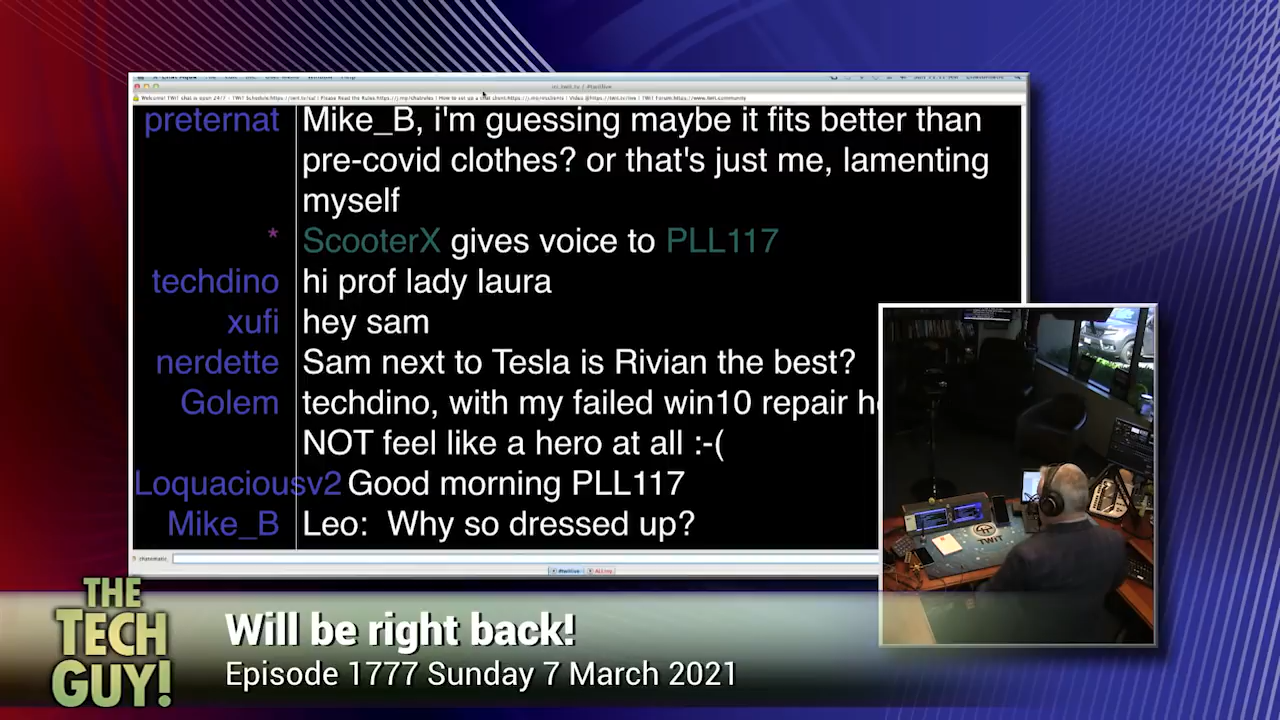 preternat Mike_B, i'm guessing maybe it fits better than
pre-covid clothes? or that's just me, lamenting
myself
* ScooterX gives voice to PLL117
techdino hi prof lady laura
xufi hey sam
nerdette Sam next to Tesla is Rivian the best?
Golem techdino, with my failed win10 repair
NOT feel like a hero at all :-(
Loquaciousv2 Good morning PLL117
Mike_B Leo: Why so dressed up?
TWiT
THE
TECH
GUY!
Will be right back!
Episode 1777 Sunday 7 March 2021